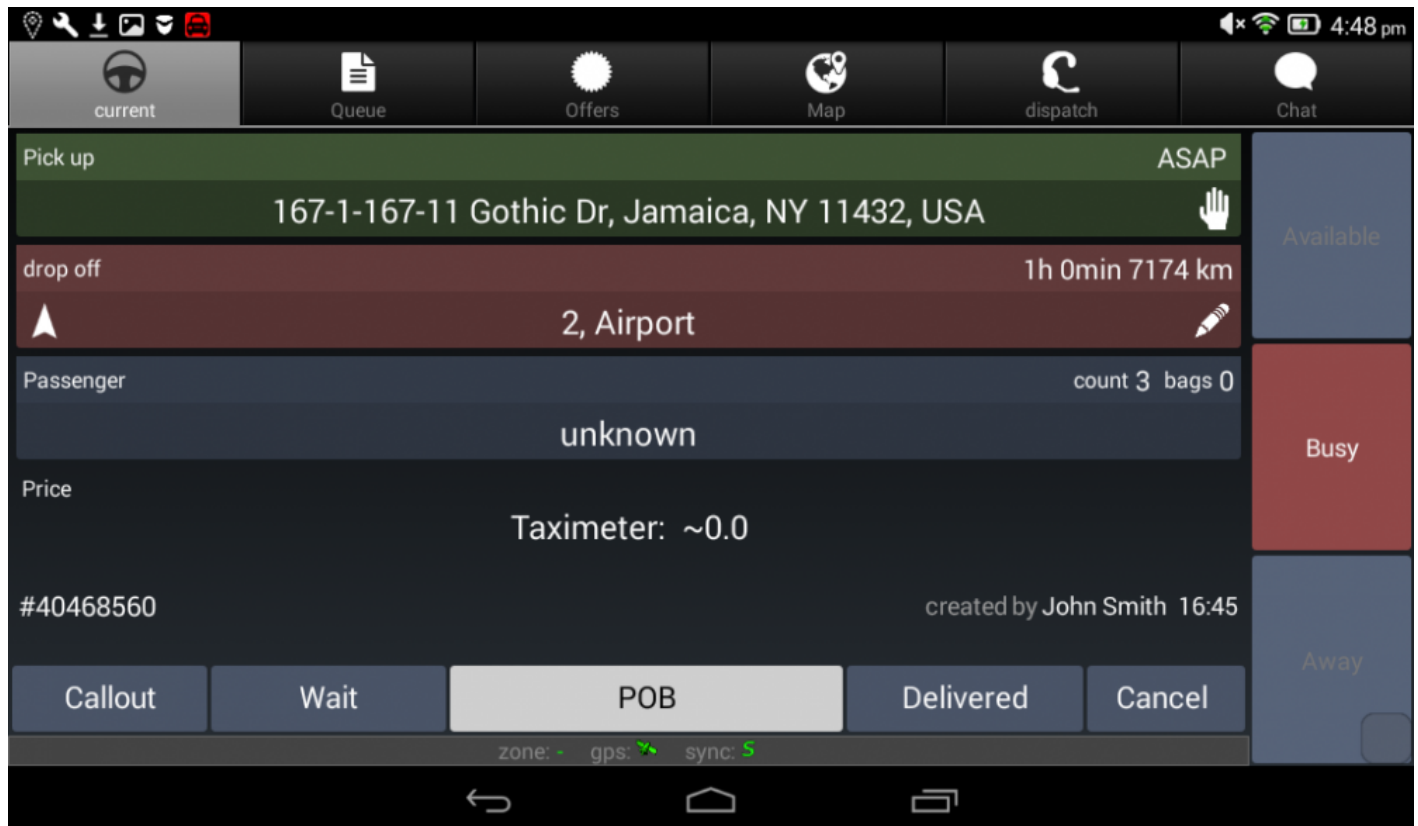 4:48 pm
current Queue Offers Map dispatch Chat
Pick up ASAP
167-1-167-11 Gothic Dr, Jamaica, NY 11432, USA
Available
drop off 1h 0min 7174 km
2, Airport
Passenger count 3 bags 0
unknown
Busy
Price
Taximeter: ~0.0
#40468560 created by John Smith 16:45
Away
Callout Wait POB Delivered Cancel
zone: - gps: sync: S